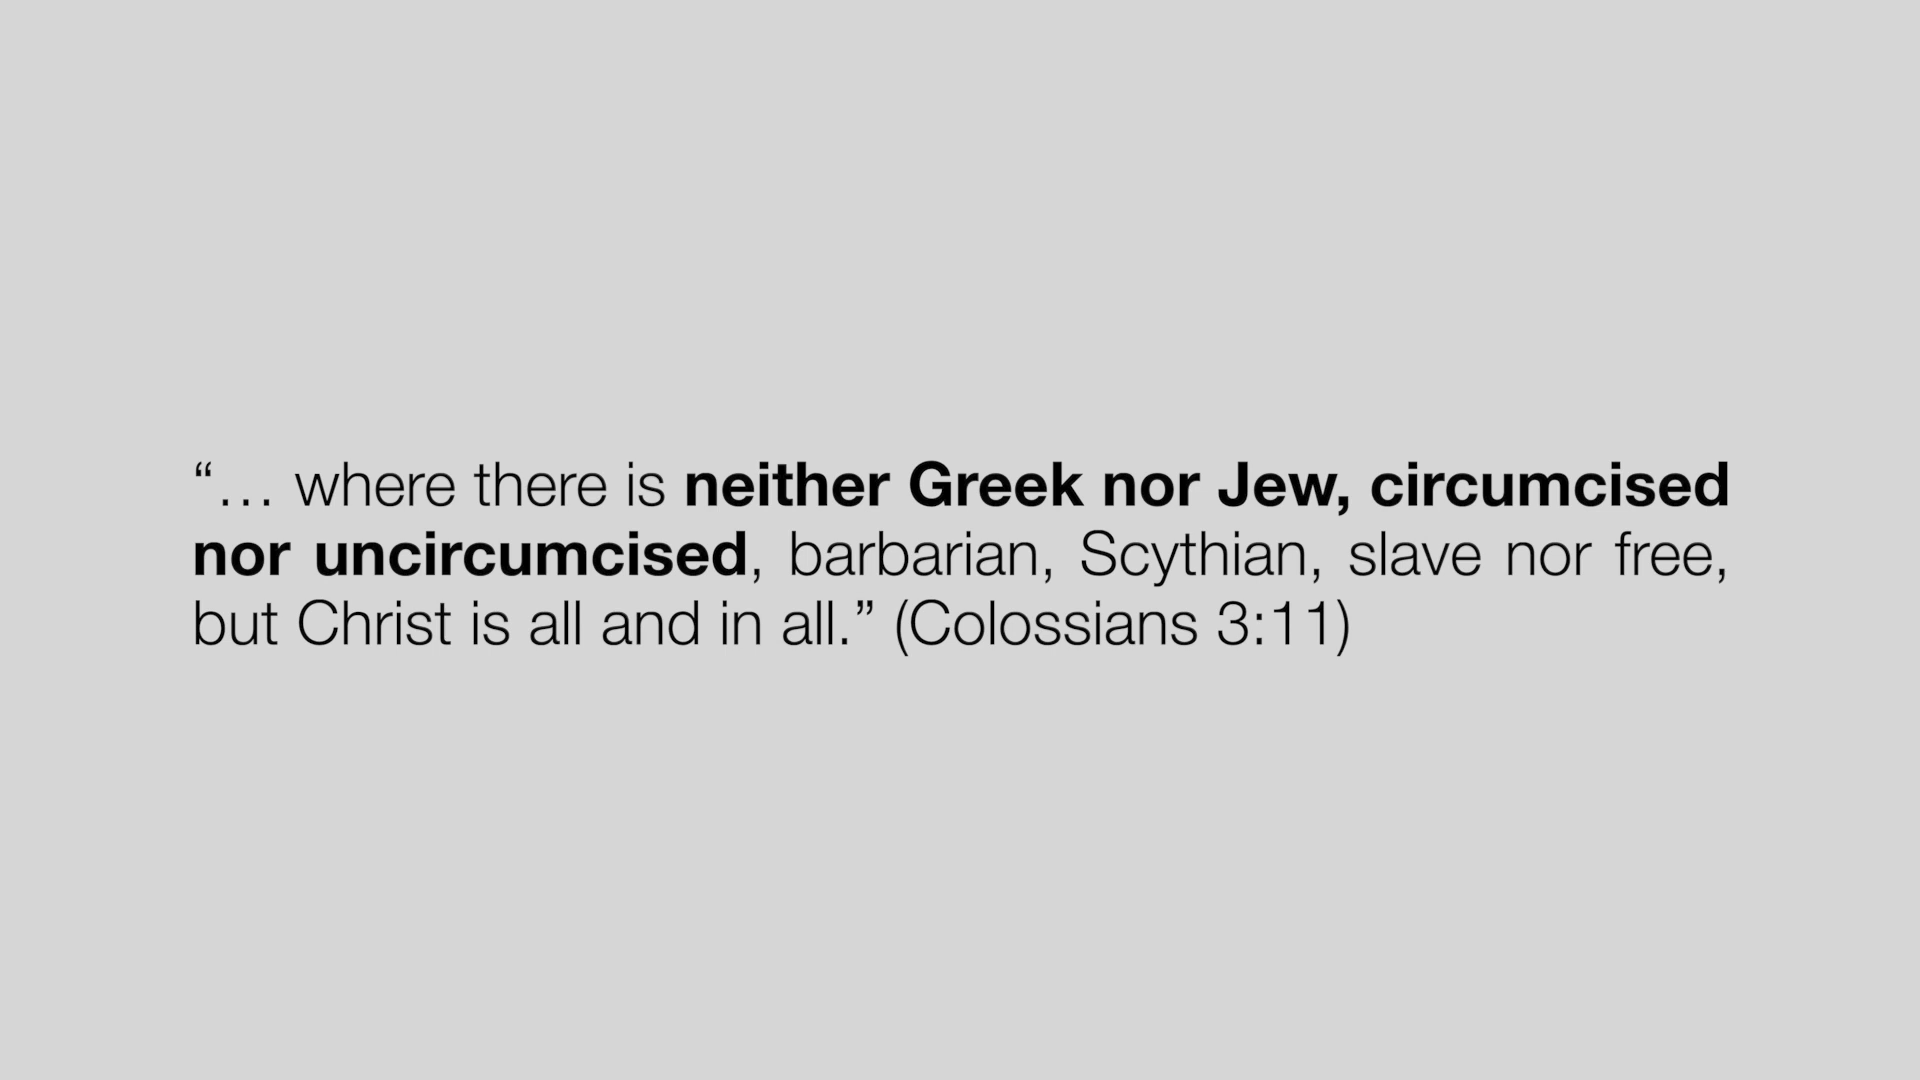 “… where there is neither Greek nor Jew, circumcised
nor uncircumcised, barbarian, Scythian, slave nor free,
but Christ is all and in all.” (Colossians 3:11)